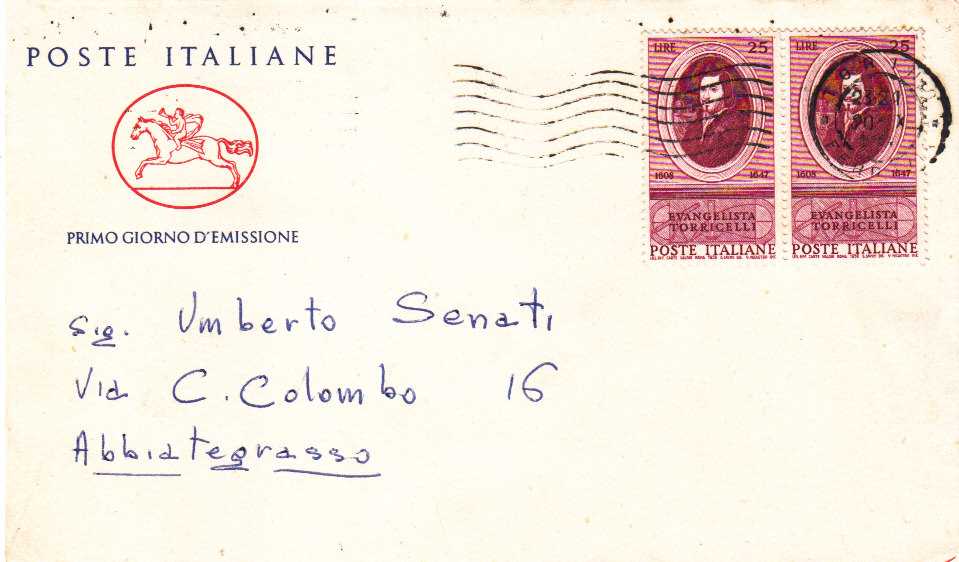 POSTE ITALIANE
PRIMO GIORNO D'EMISSIONE
LIRE 25
1608 1647
EVANGELISTA
TORRICELLI
POSTE ITALIANE
LIRE 25
1608 1647
EVANGELISTA
TORRICELLI
POSTE ITALIANE
Sig. Umberto Senati
Via C. Colombo 16
Abbiategrasso